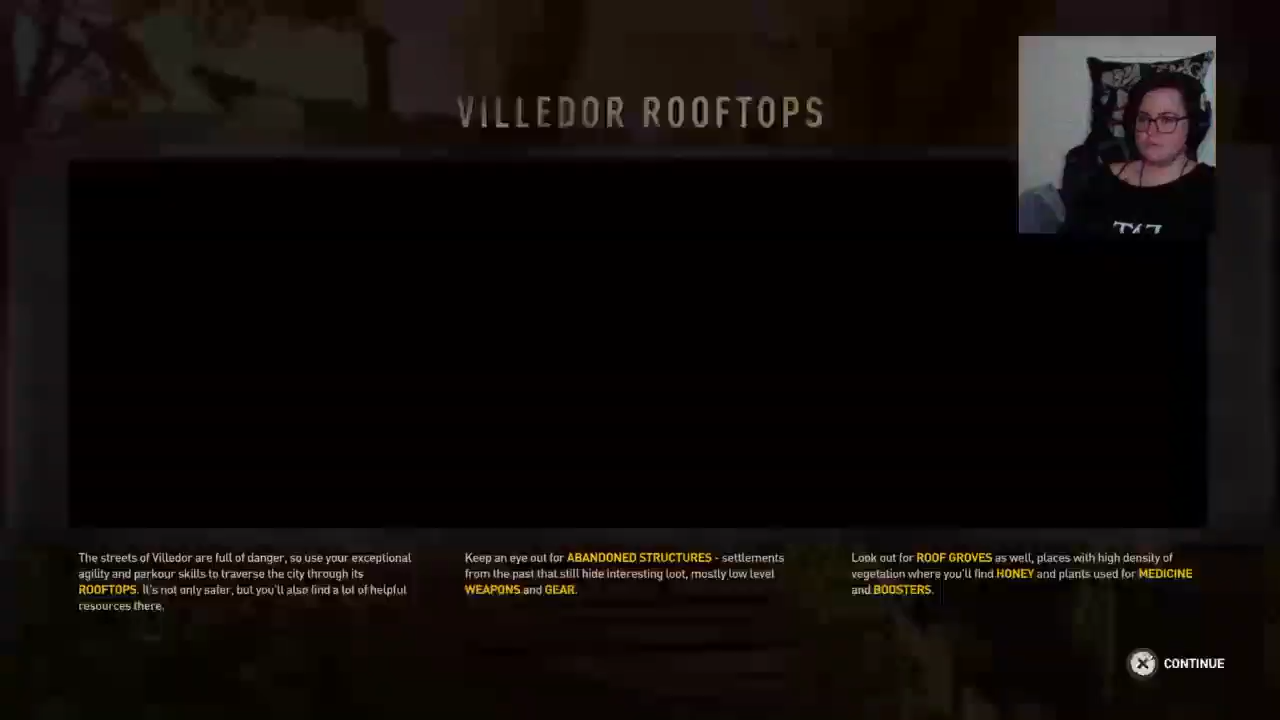 VILLEDOR ROOFTOPS
The streets of Villedor are full of danger, so use your exceptional
agility and parkour skills to traverse the city through its
ROOFTOPS. It's not only safer, but you'll also find a lot of helpful
resources there.
Keep an eye out for ABANDONED STRUCTURES - settlements
from the past that still hide interesting loot, mostly low level
WEAPONS and GEAR.
Look out for ROOF GROVES as well, places with high density of
vegetation where you'll find HONEY and plants used for MEDICINE
and BOOSTERS.
CONTINUE